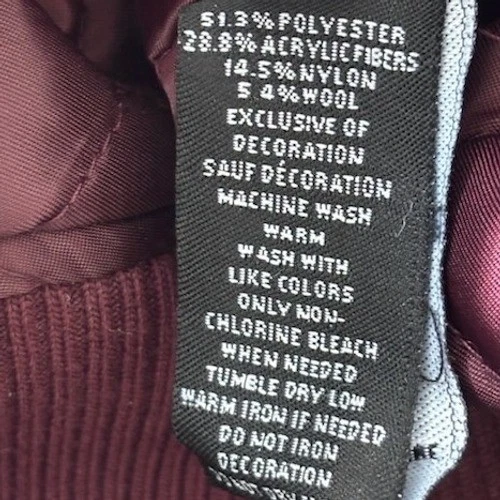 51.3% POLYESTER
28.8% ACRYLIC FIBERS
14.5% NYLON
5.4% WOOL
EXCLUSIVE OF
DECORATION
SAUF DÉCORATION
MACHINE WASH
WARM
WASH WITH
LIKE COLORS
ONLY NON-
CHLORINE BLEACH
WHEN NEEDED
TUMBLE DRY LOW
WARM IRON IF NEEDED
DO NOT IRON
DECORATION